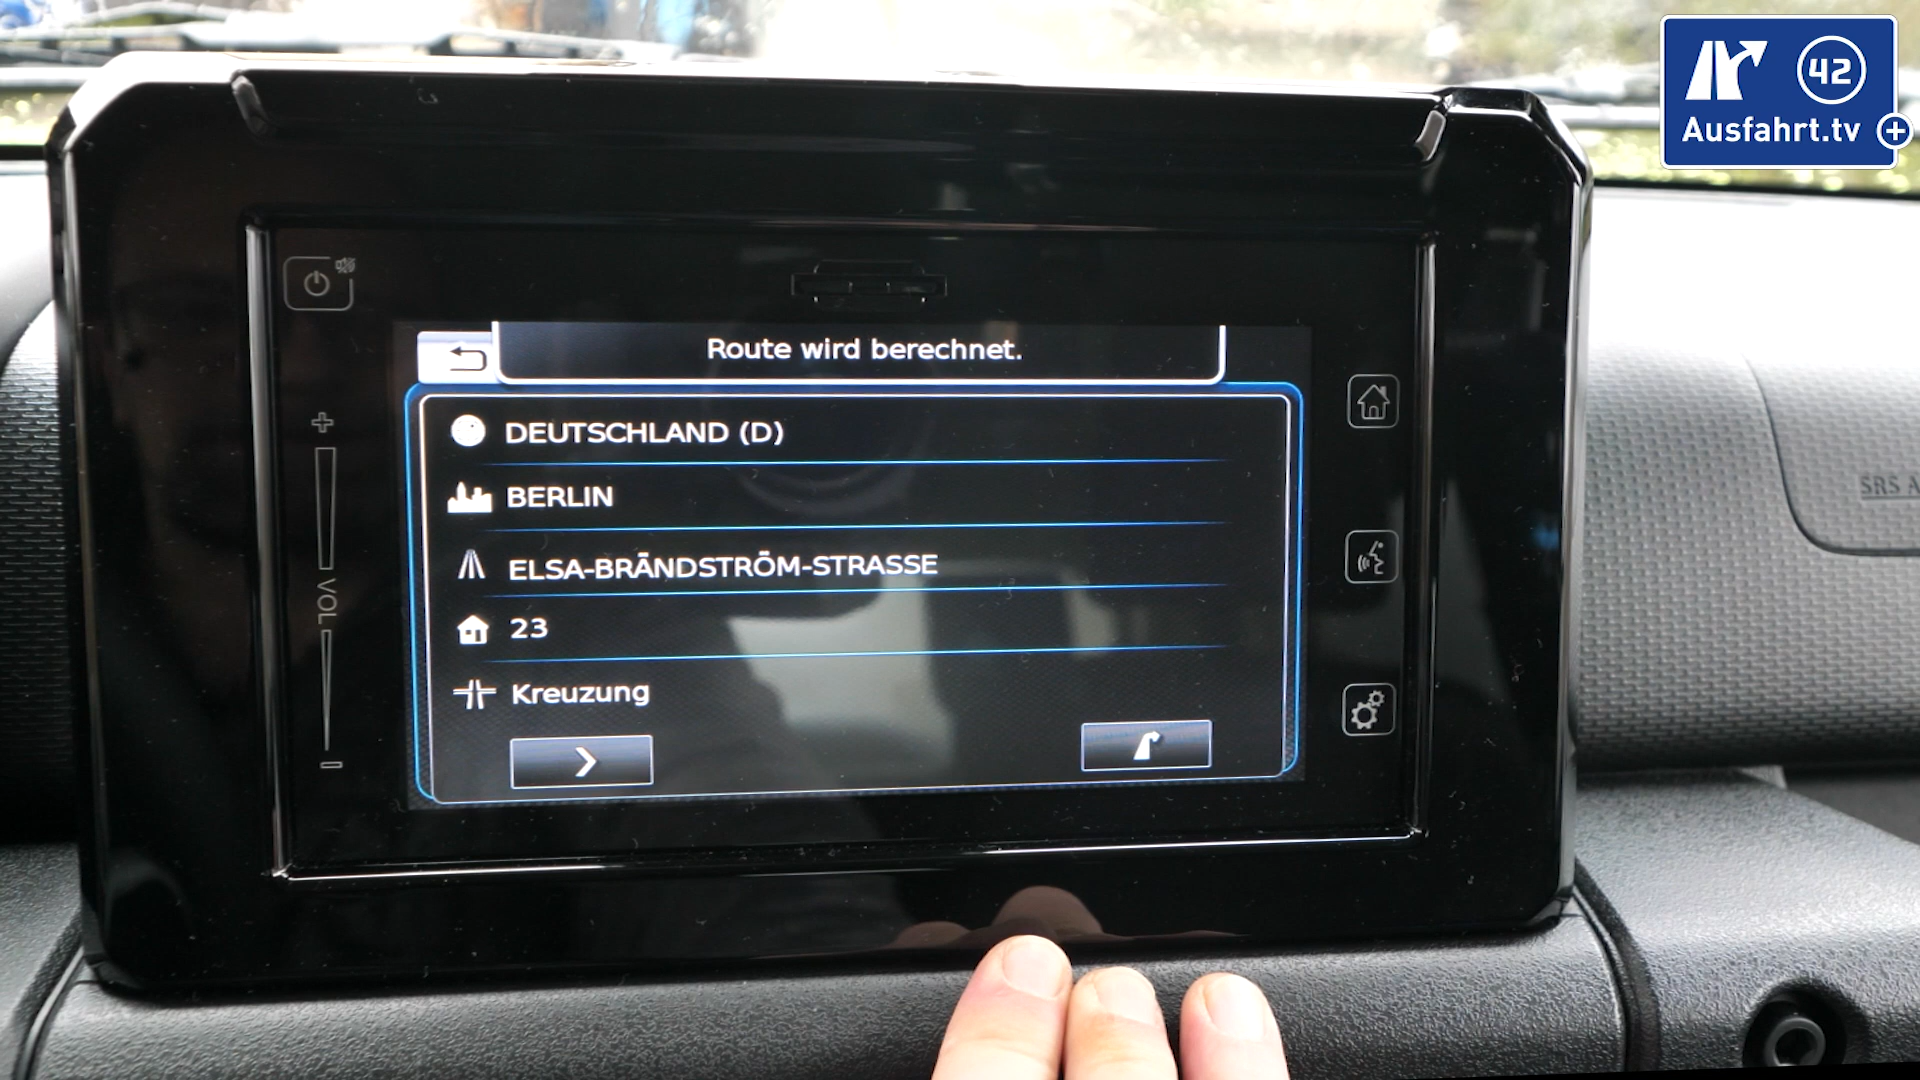 42
Ausfahrt.tv
Route wird berechnet.
DEUTSCHLAND (D)
BERLIN
ELSA-BRÄNDSTRÖM-STRASSE
23
Kreuzung
VOL
SRS